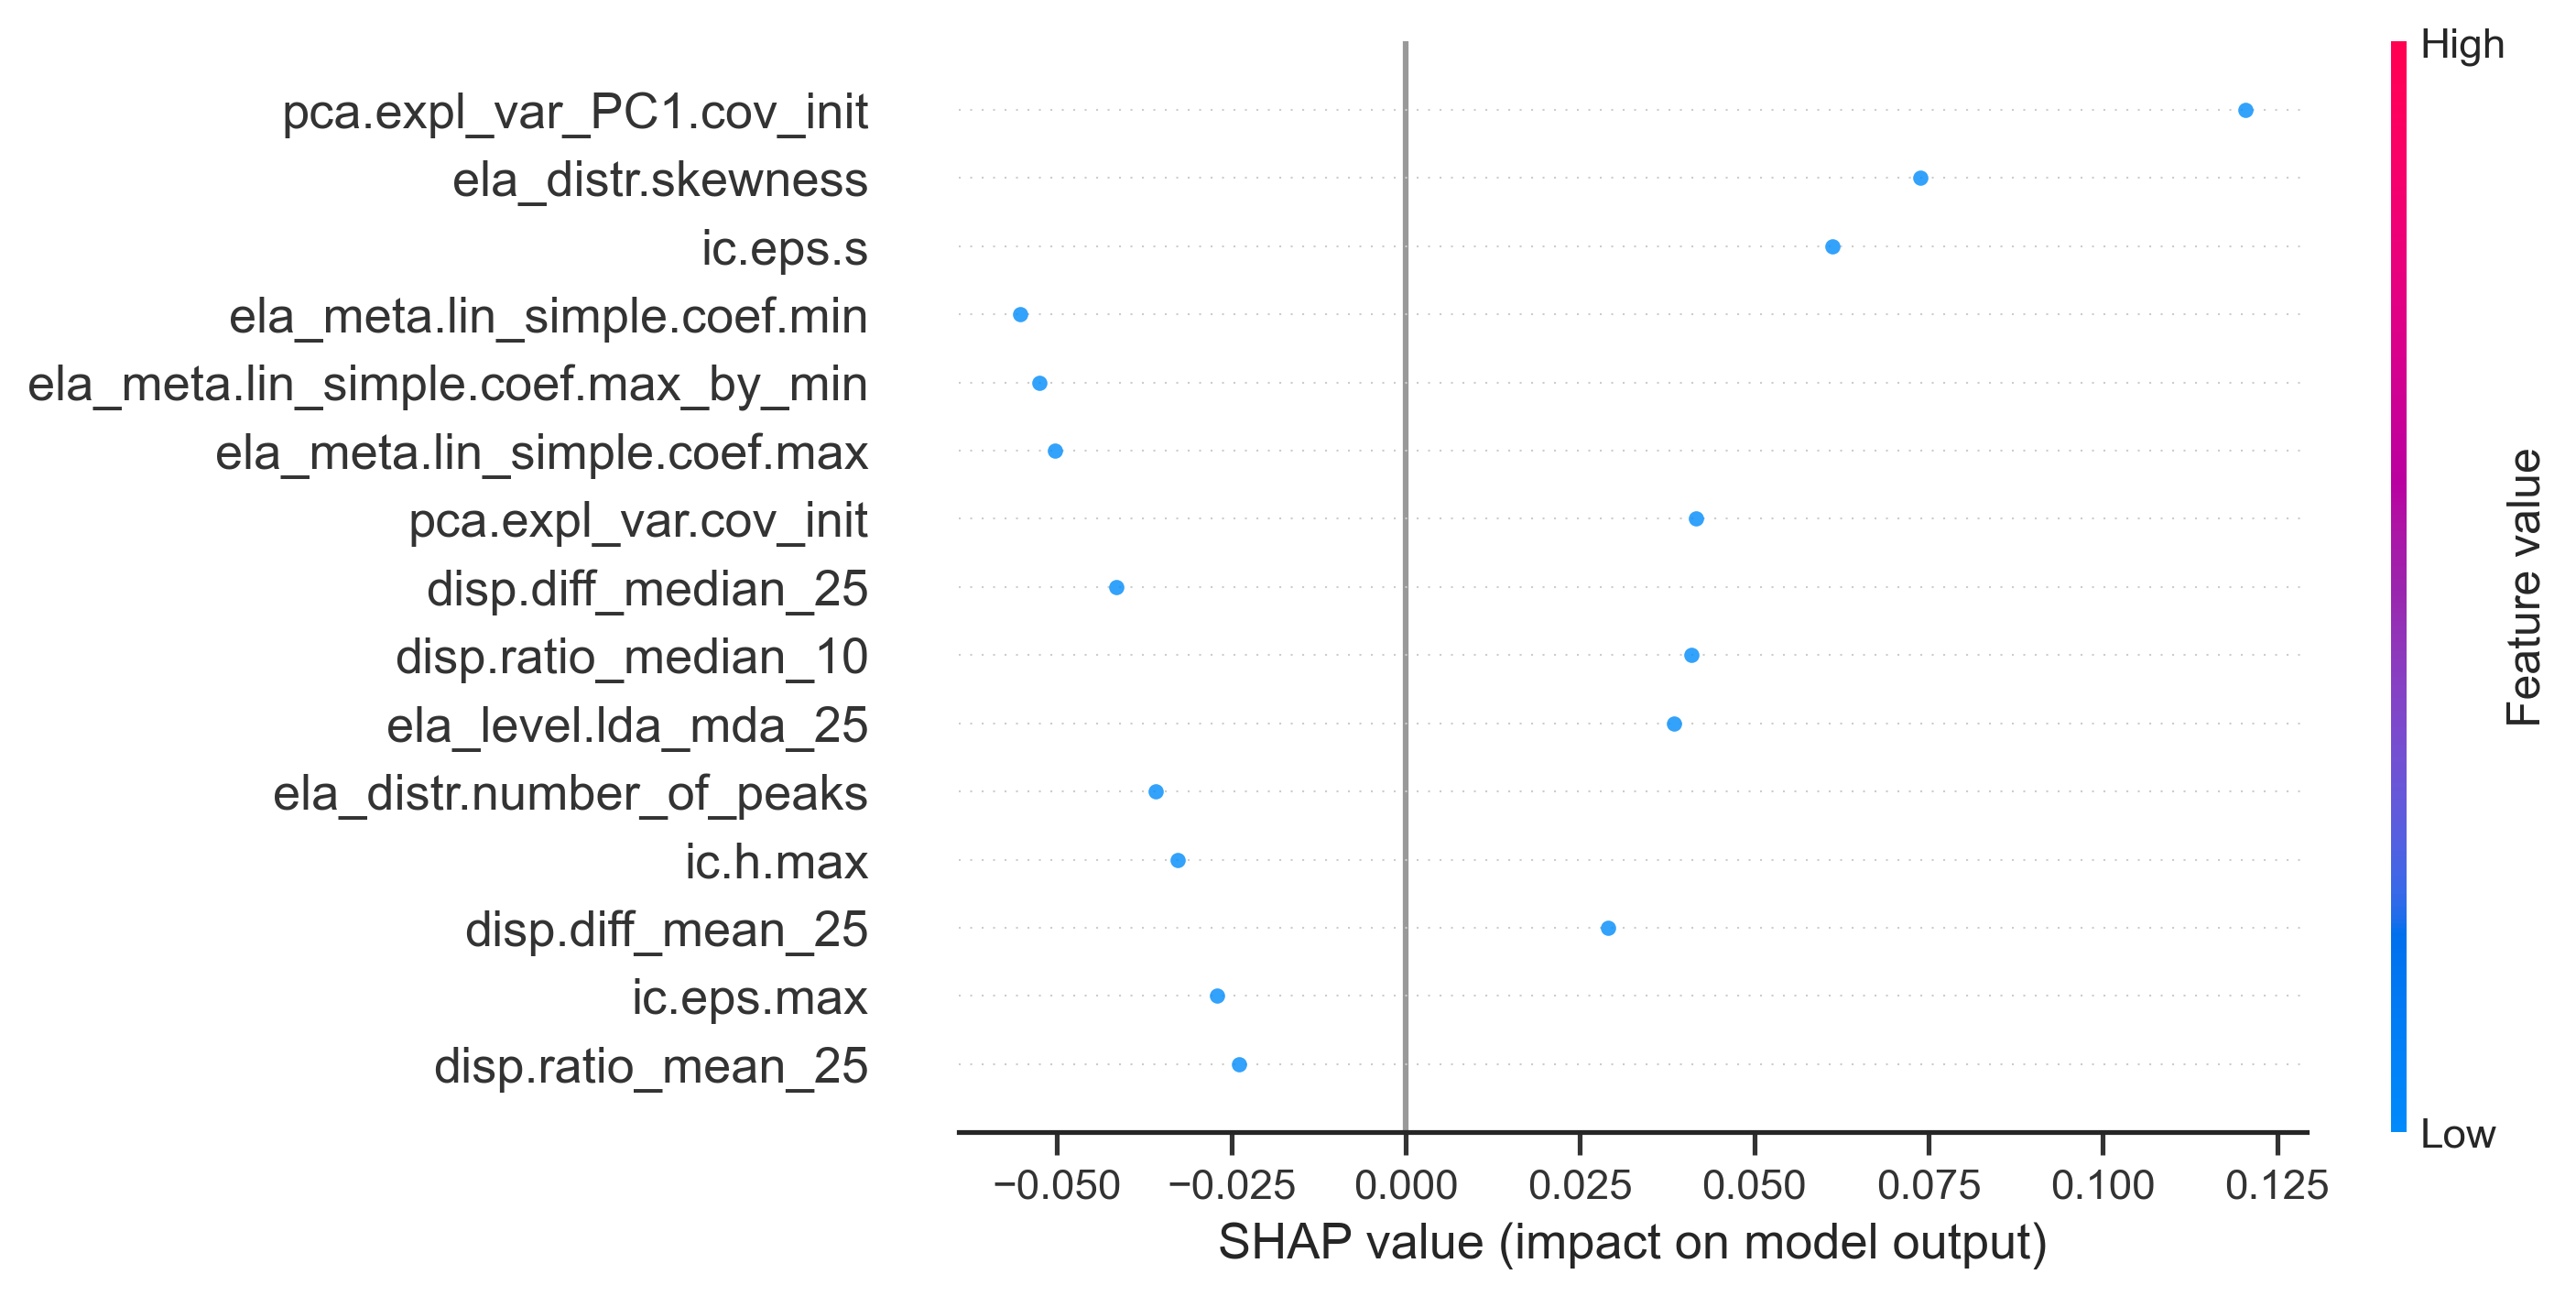 High
pca.expl_var_PC1.cov_init
ela_distr.skewness
ic.eps.s
ela_meta.lin_simple.coef.min
ela_meta.lin_simple.coef.max_by_min
ela_meta.lin_simple.coef.max
pca.expl_var.cov_init
disp.diff_median_25
disp.ratio_median_10
ela_level.lda_mda_25
ela_distr.number_of_peaks
ic.h.max
disp.diff_mean_25
ic.eps.max
disp.ratio_mean_25
Feature value
Low
−0.050 −0.025 0.000 0.025 0.050 0.075 0.100 0.125
SHAP value (impact on model output)